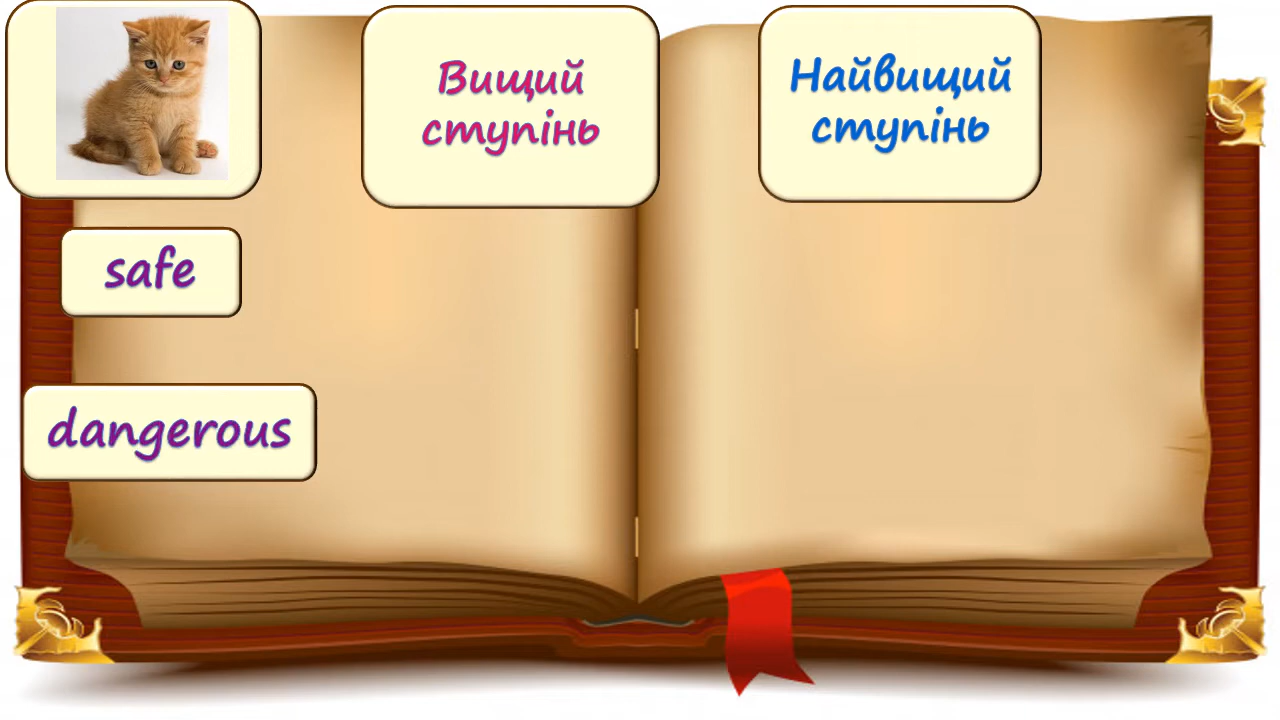 Вищий
ступінь
Найвищий
ступінь
safe
dangerous